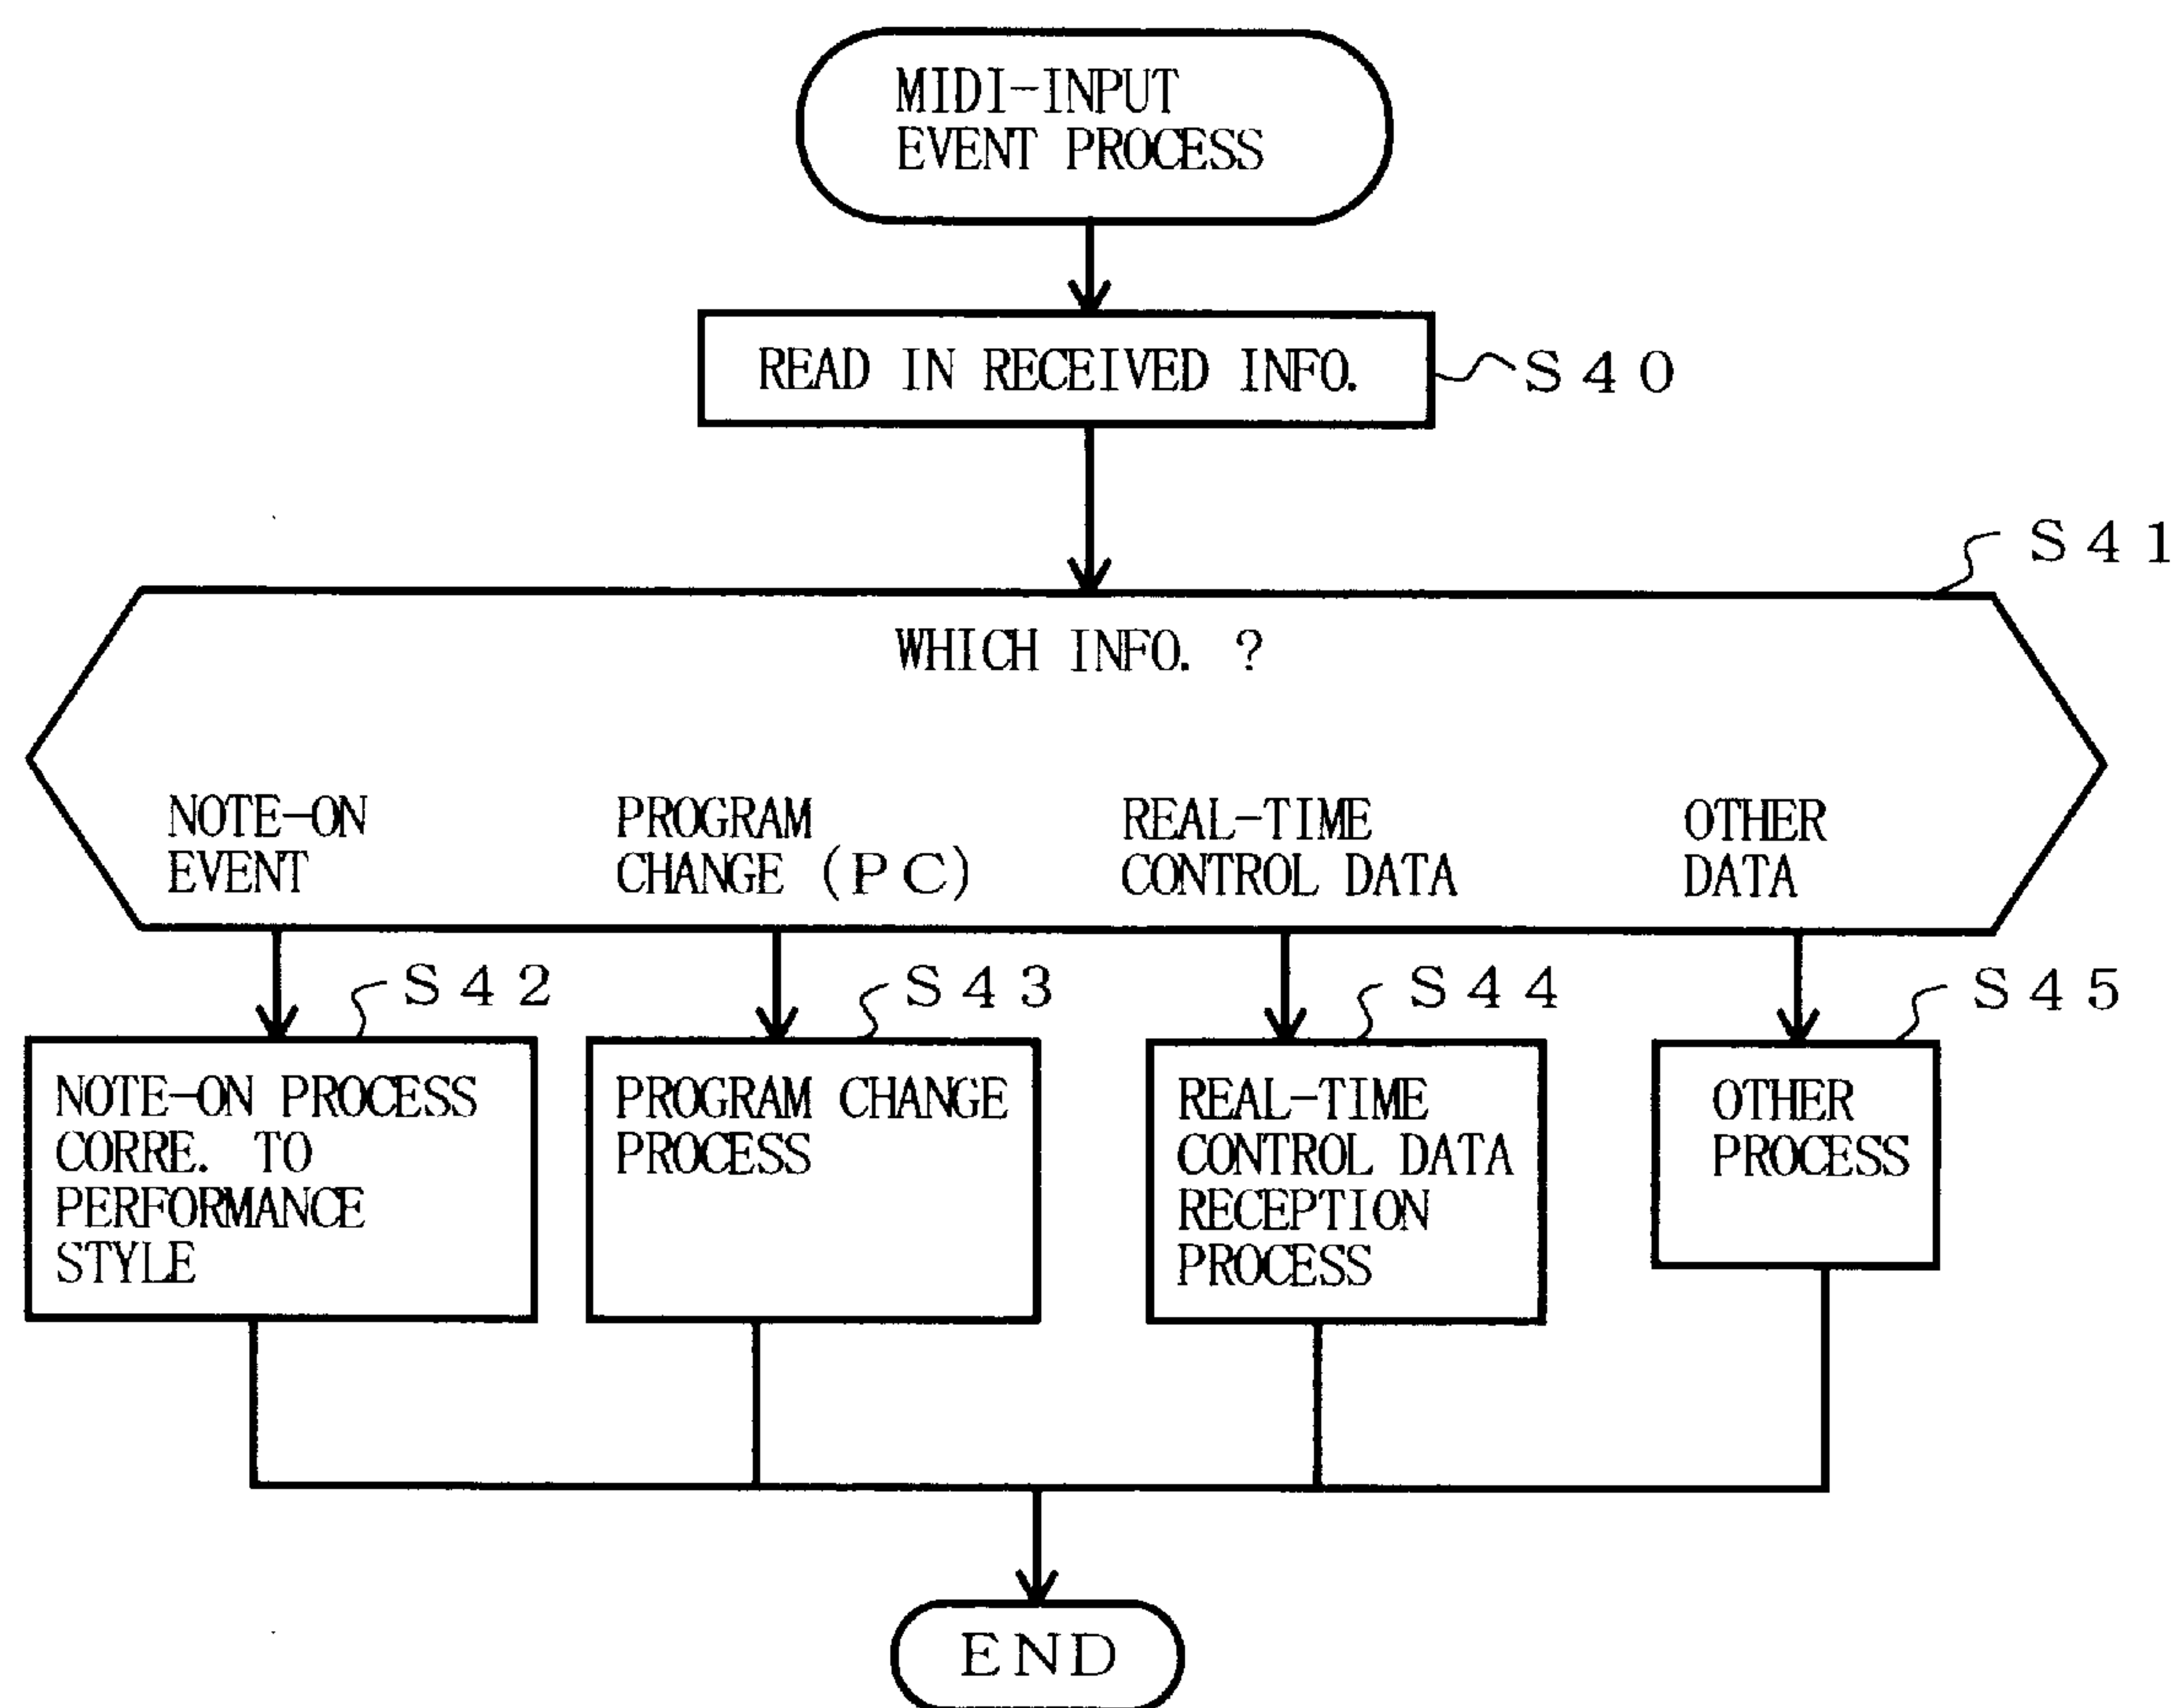 MIDI-INPUT
EVENT PROCESS
READ IN RECEIVED INFO.
S40
S41
WHICH INFO. ?
NOTE-ON
EVENT
PROGRAM
CHANGE (PC)
REAL-TIME
CONTROL DATA
OTHER
DATA
S42
S43
S44
S45
NOTE-ON PROCESS
CORRE. TO
PERFORMANCE
STYLE
PROGRAM CHANGE
PROCESS
REAL-TIME
CONTROL DATA
RECEPTION
PROCESS
OTHER
PROCESS
END